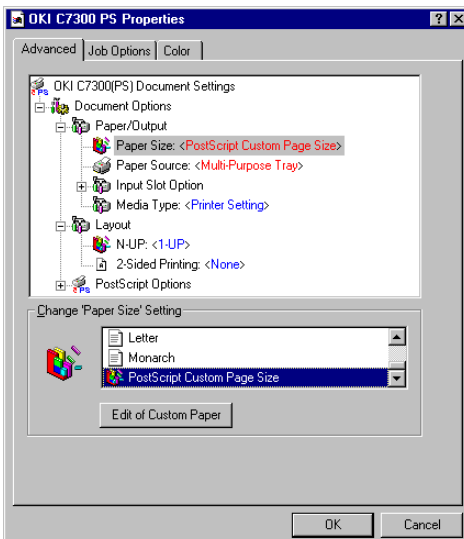 OKI C7300 PS Properties
Advanced
Job Options
Color
OKI C7300(PS) Document Settings
Document Options
Paper/Output
Paper Size: <PostScript Custom Page Size>
Paper Source: <Multi-Purpose Tray>
Input Slot Option
Media Type: <Printer Setting>
Layout
N-UP: <1-UP>
2-Sided Printing: <None>
PostScript Options
Change 'Paper Size' Setting
Letter
Monarch
PostScript Custom Page Size
Edit of Custom Paper
OK
Cancel